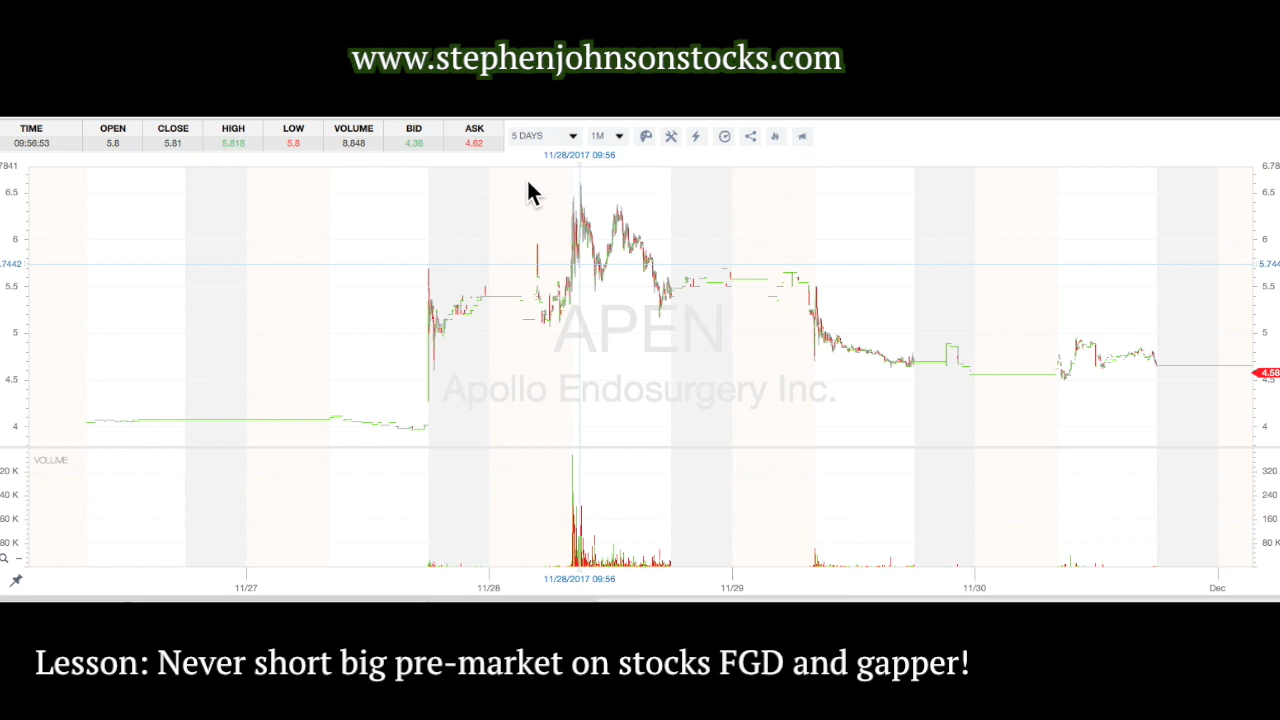 www.stephenjohnsonstocks.com
TIME OPEN CLOSE HIGH LOW VOLUME BID ASK
09:56:53 5.8 5.81 5.818 5.8 8,848 4.36 4.62
5 DAYS 1M
11/28/2017 09:56
.7841 6.78
6.5 6.5
6 6
.7442 5.744
5.5 5.5
5 5
4.5 4.5
4.58
4 4
APEN
Apollo Endosurgery Inc.
VOLUME
20 K 320
40 K 240
60 K 160
80 K 80 K
11/28/2017 09:56
11/27 11/28 11/29 11/30 Dec
Lesson: Never short big pre-market on stocks FGD and gapper!